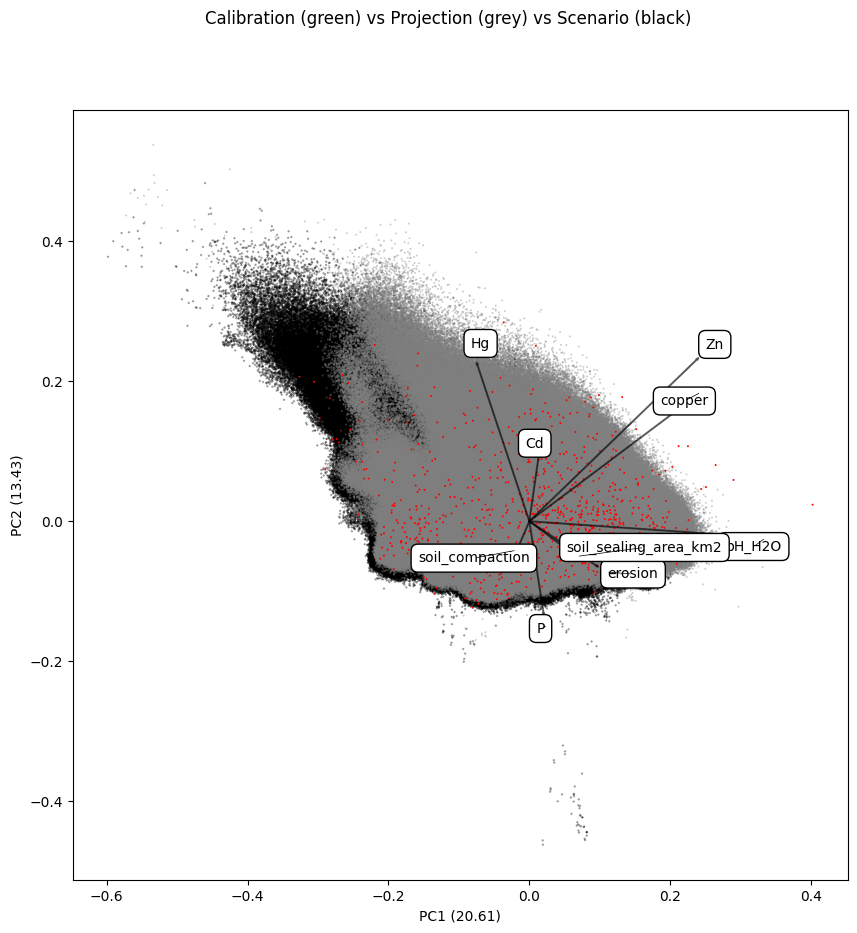 Calibration (green) vs Projection (grey) vs Scenario (black)
0.4
0.2
0.0
−0.2
−0.4
PC2 (13.43)
Hg
Zn
copper
Cd
soil_compaction
soil_sealing_area_km2
pH_H2O
erosion
P
−0.6
−0.4
−0.2
0.0
0.2
0.4
PC1 (20.61)